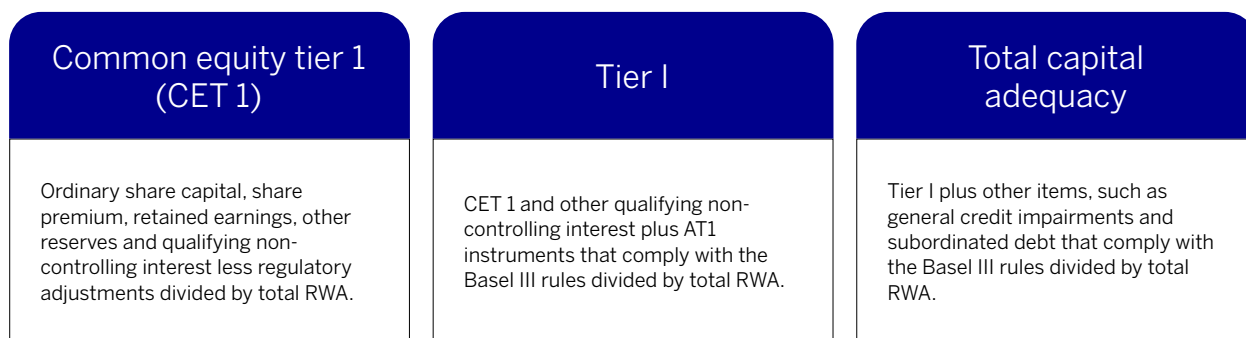 Common equity tier 1
(CET 1)
Ordinary share capital, share
premium, retained earnings, other
reserves and qualifying non-
controlling interest less regulatory
adjustments divided by total RWA.
Tier I
CET 1 and other qualifying non-
controlling interest plus AT1
instruments that comply with the
Basel III rules divided by total RWA.
Total capital
adequacy
Tier I plus other items, such as
general credit impairments and
subordinated debt that comply with
the Basel III rules divided by total
RWA.